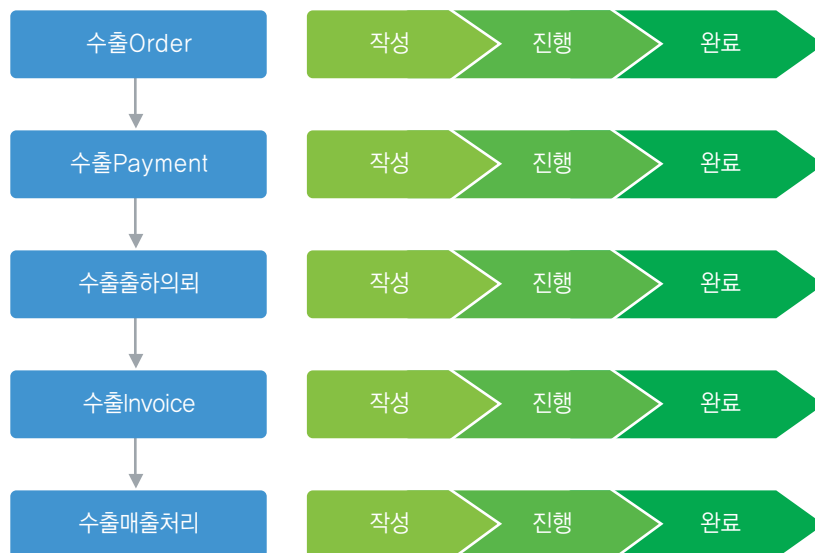 수출Order 작성 진행 완료
수출Payment 작성 진행 완료
수출출하의뢰 작성 진행 완료
수출Invoice 작성 진행 완료
수출매출처리 작성 진행 완료